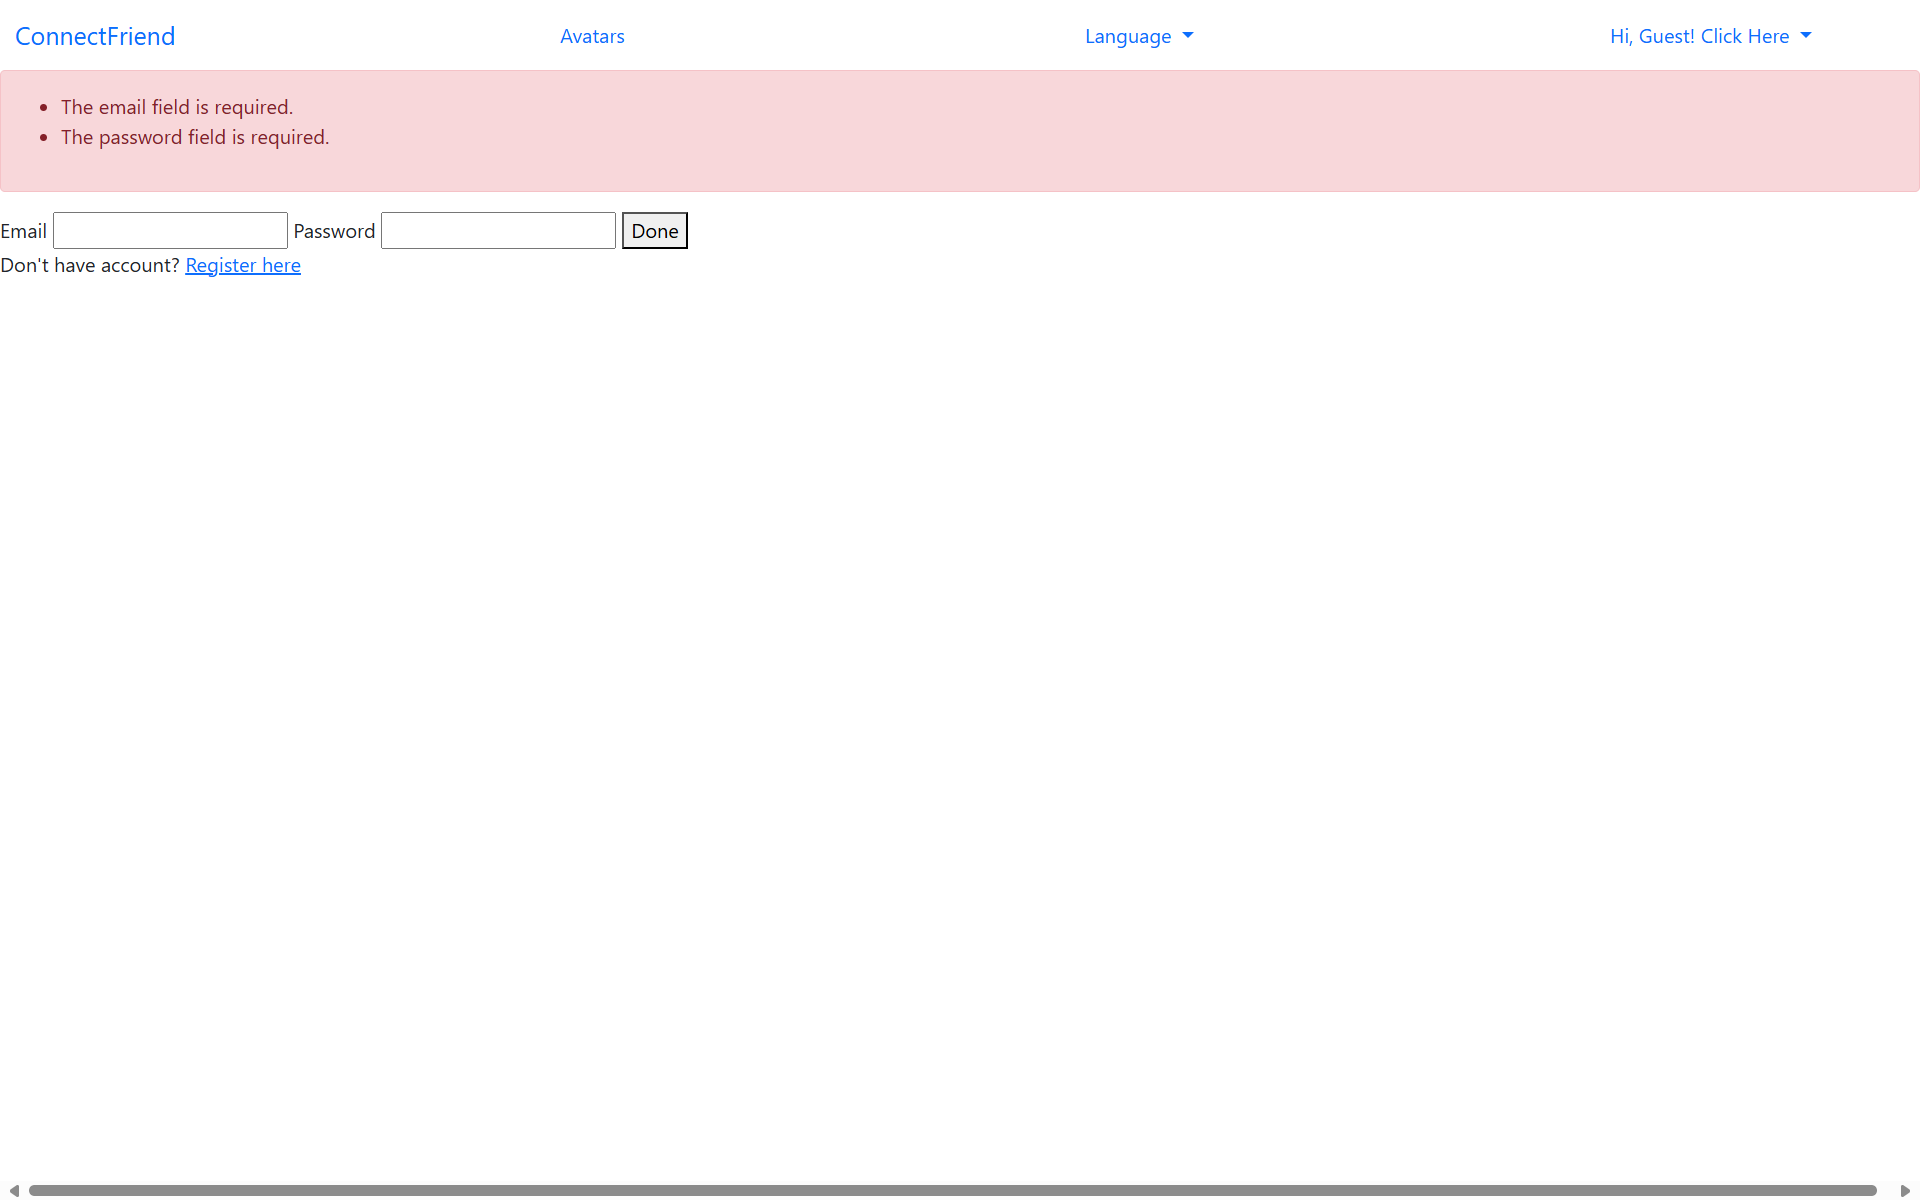 ConnectFriend Avatars Language Hi, Guest! Click Here
The email field is required.
The password field is required.
Email Password Done
Don't have account? Register here